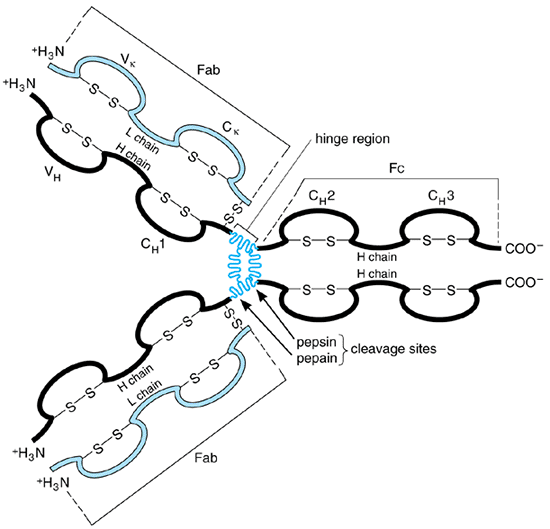 +H₃N
Vκ
Fab
+H₃N
S
S
L chain
H chain
Cκ
S
S
VH
S
S
hinge region
S
S
S
S
Fc
CH1
CH2
CH3
S—S
S—S
COO⁻
H chain
H chain
COO⁻
S—S
S—S
S
S
S
S
pepsin
pepain
cleavage sites
H chain
L chain
S
S
S
S
S
S
+H₃N
Fab
+H₃N